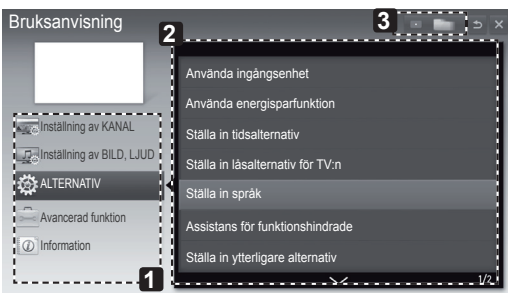 Bruksanvisning
3
2
Använda ingångsenhet
Använda energisparfunktion
Ställa in tidsalternativ
Ställa in låsalternativ för TV:n
Ställa in språk
Assistans för funktionshindrade
Ställa in ytterligare alternativ
1/2
Inställning av KANAL
Inställning av BILD, LJUD
ALTERNATIV
Avancerad funktion
Information
1